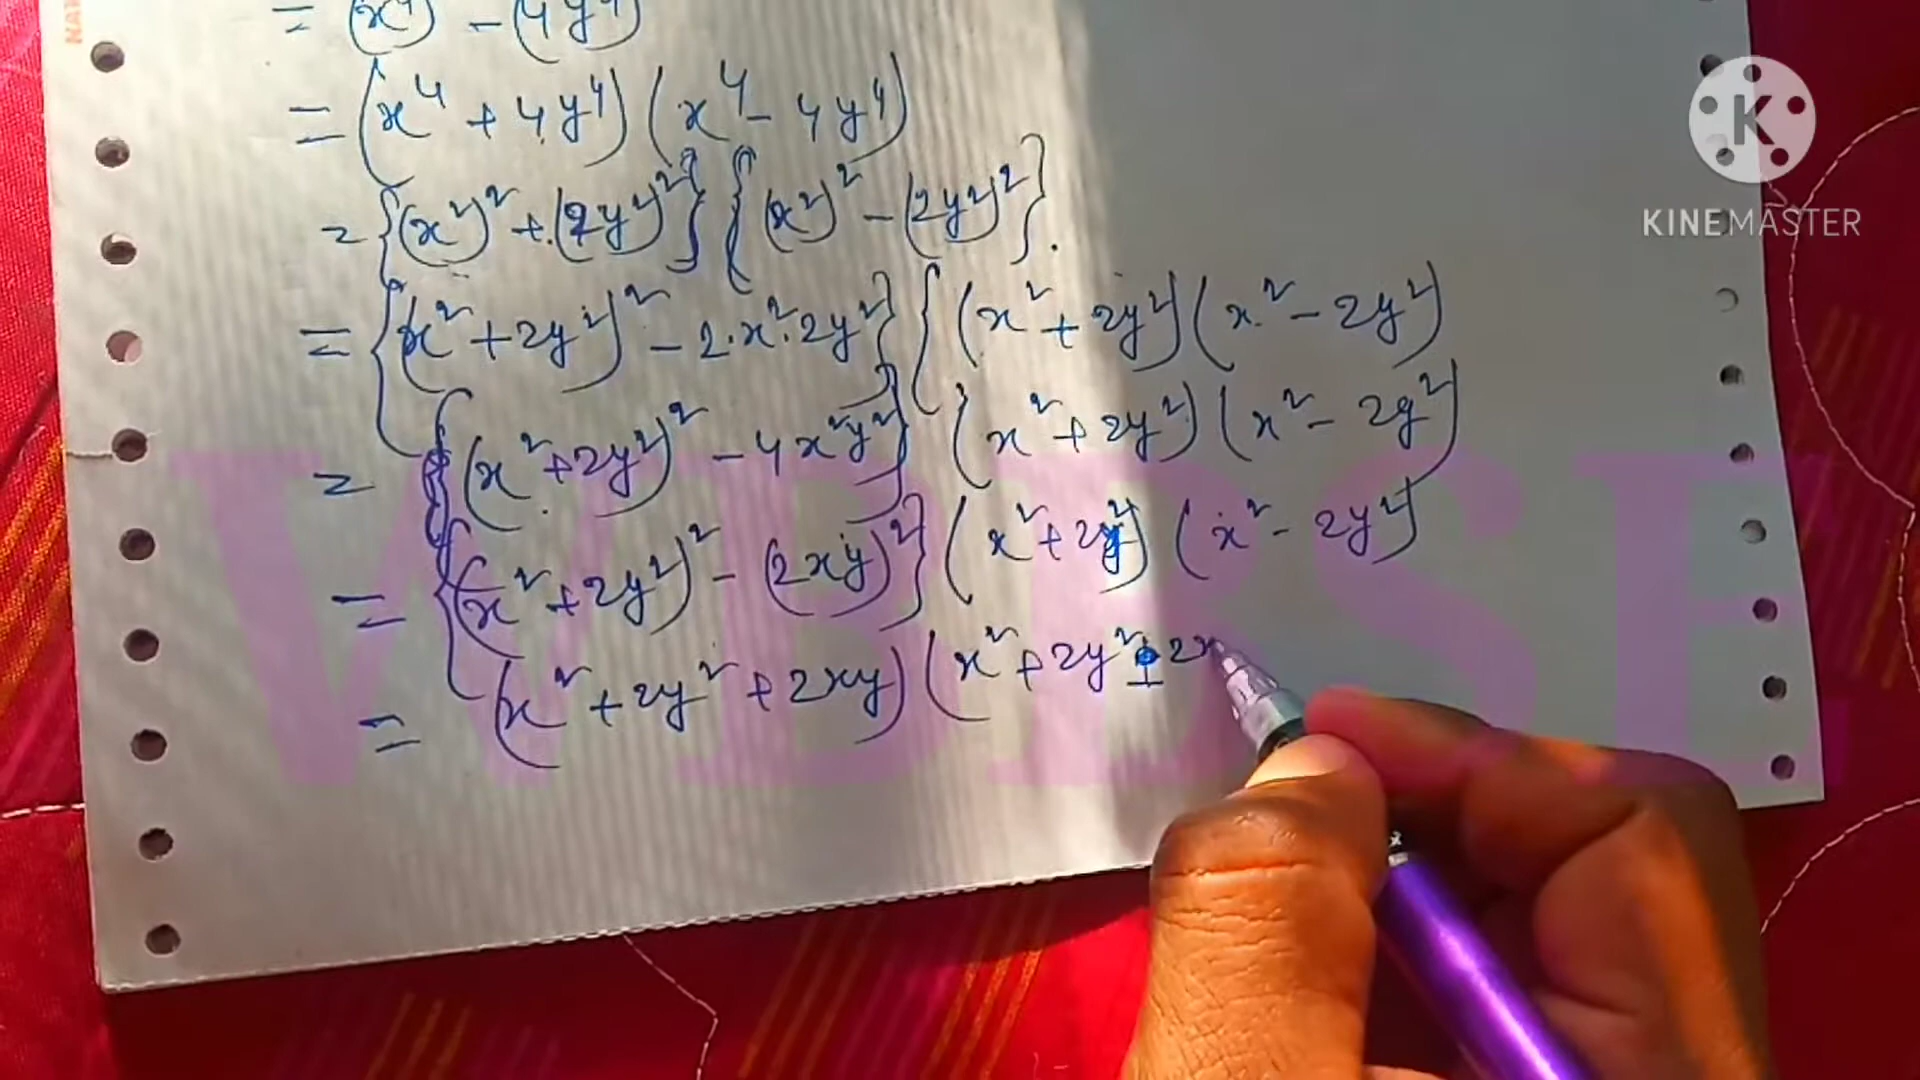 = (x⁴) - (4y⁴)
= (x⁴ + 4y⁴) (x⁴ - 4y⁴)
= {(x²)² + (2y²)²} {(x²)² - (2y²)²}.
= {(x² + 2y²)² - 2·x²·2y²} {(x² + 2y²) (x² - 2y²)
= {(x² + 2y²)² - 4x²y²} (x² + 2y²) (x² - 2y²)
= {(x² + 2y²)² - (2xy)²} (x² + 2y²) (x² - 2y²)
= (x² + 2y² + 2xy) (x² + 2y² - 2x
K
KINEMASTER
WBBSE